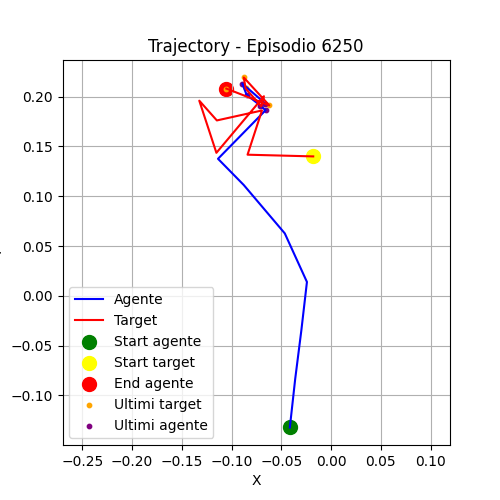 Trajectory - Episodio 6250
0.20
0.15
0.10
0.05
0.00
−0.05
−0.10
Agente
Target
Start agente
Start target
End agente
Ultimi target
Ultimi agente
−0.25 −0.20 −0.15 −0.10 −0.05 0.00 0.05 0.10
X